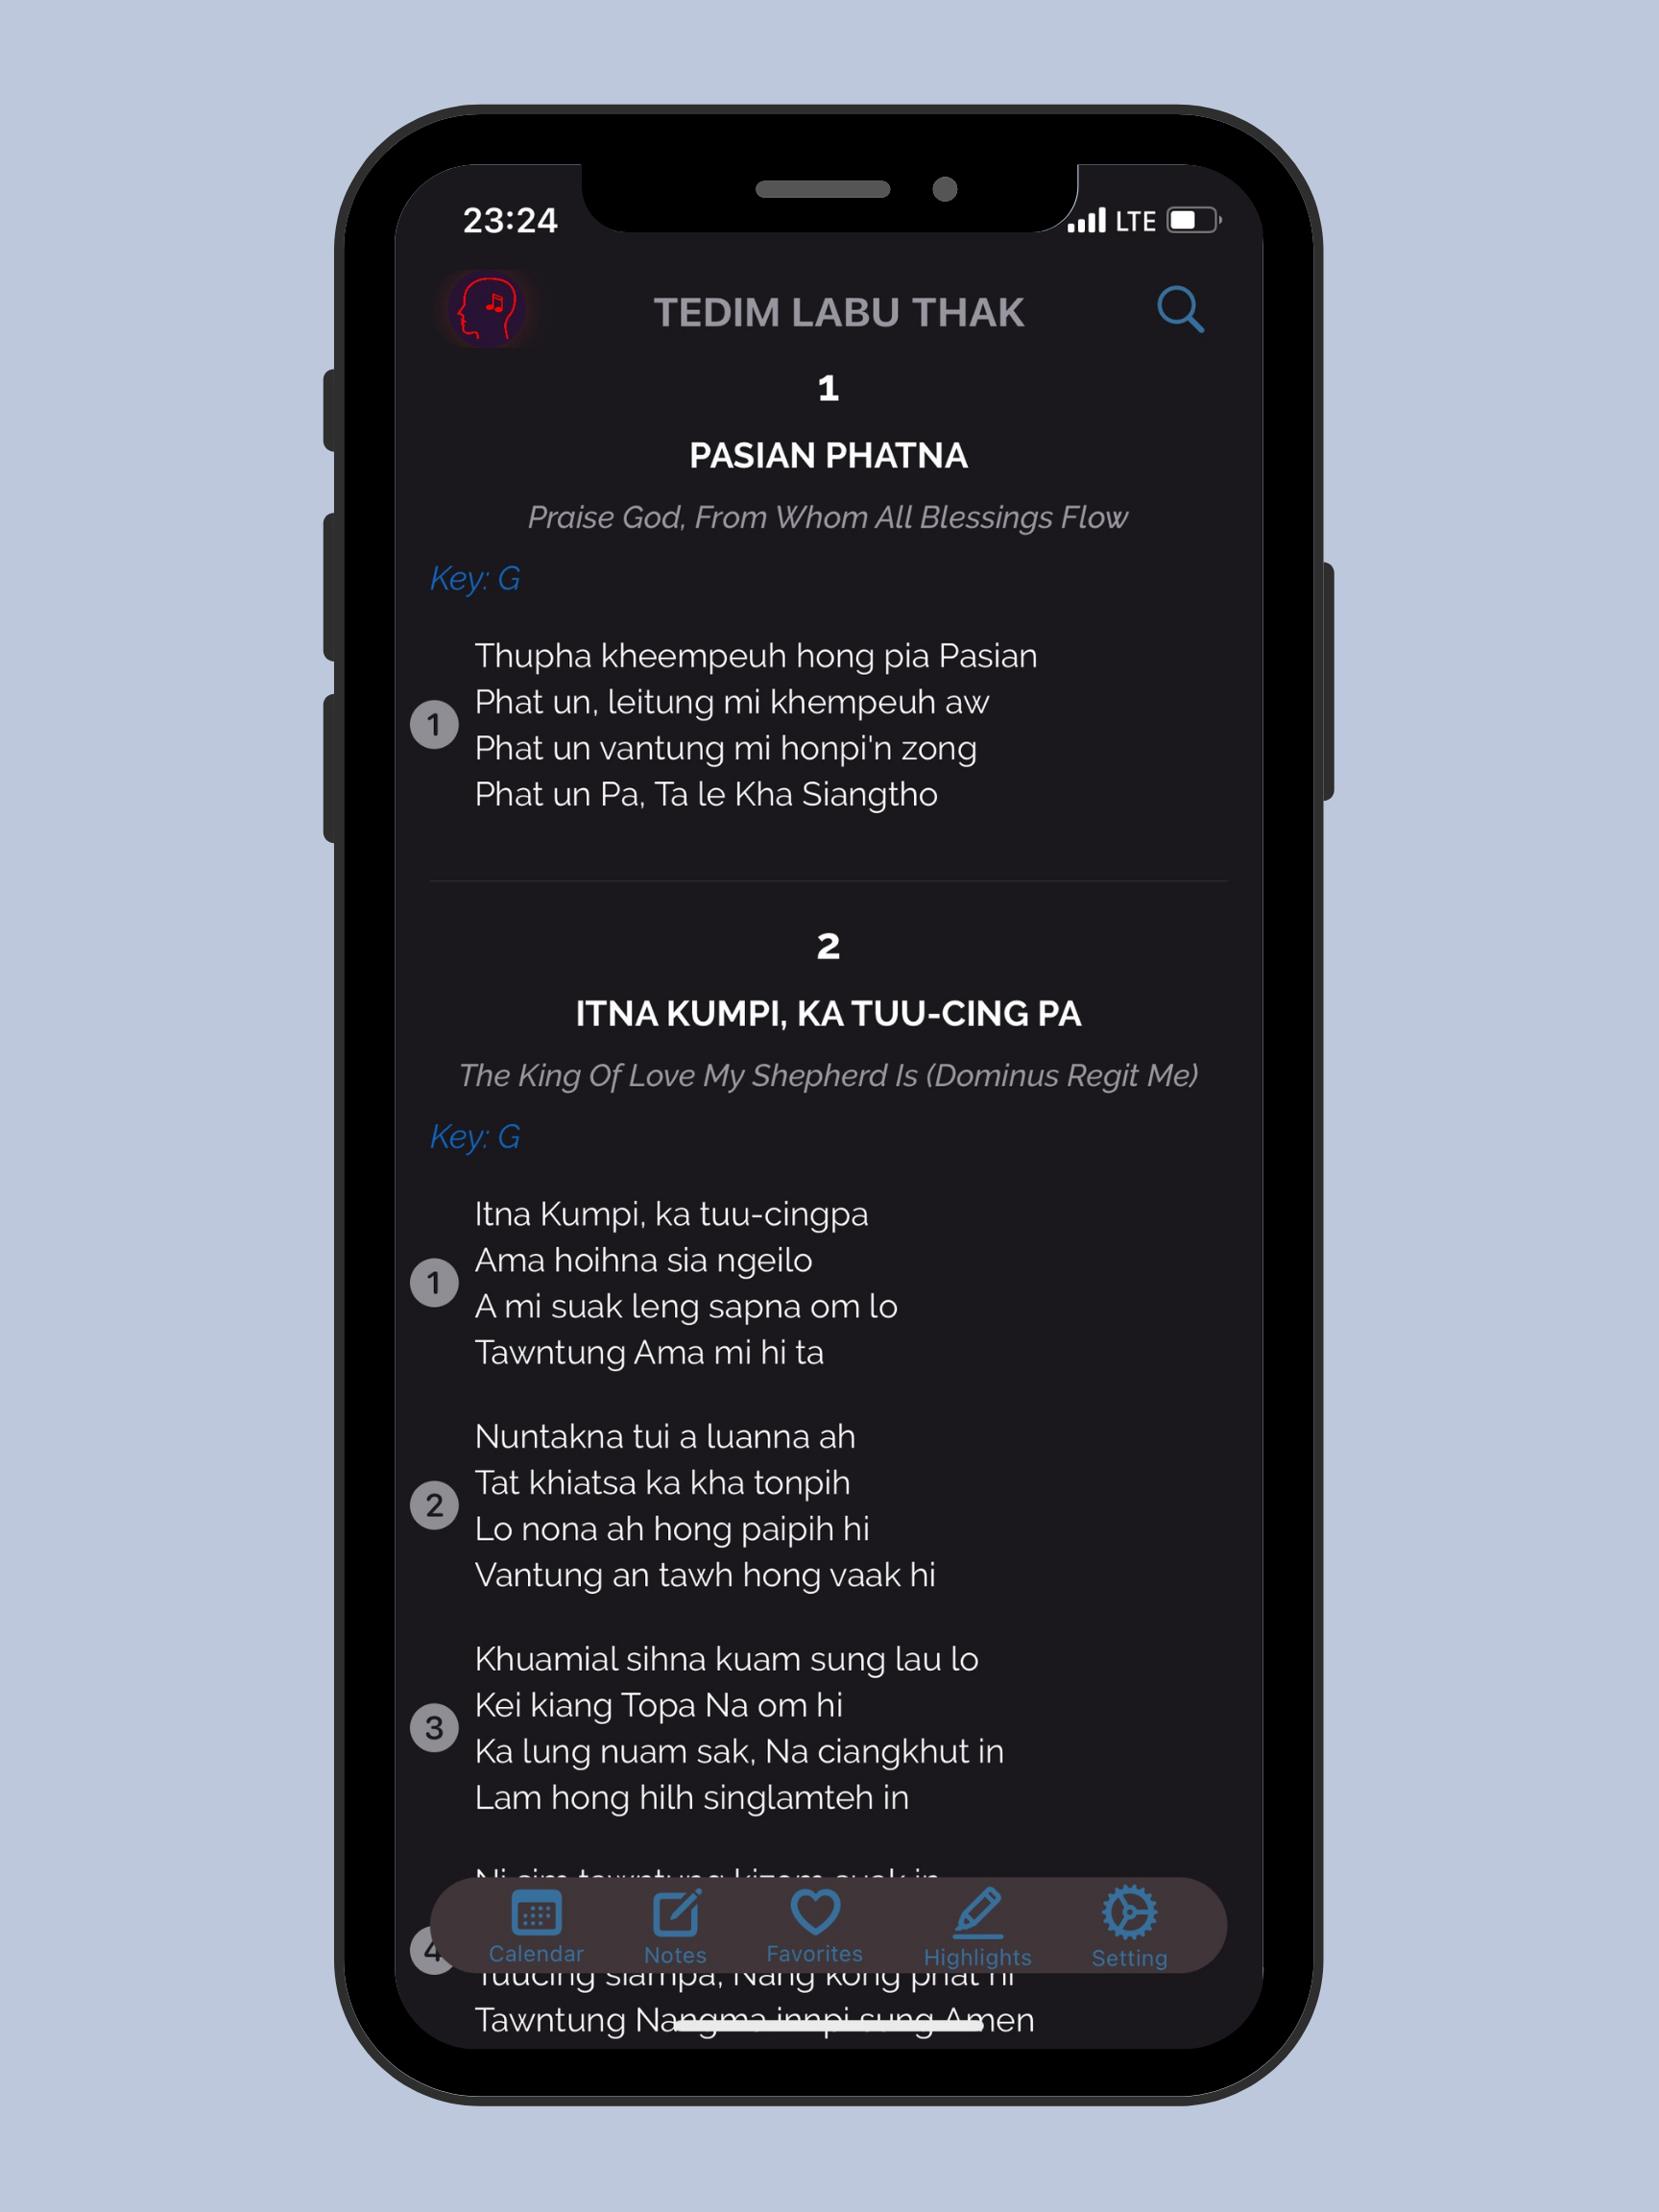 23:24
LTE
TEDIM LABU THAK
1
PASIAN PHATNA
Praise God, From Whom All Blessings Flow
Key: G
Thupha kheempeuh hong pia Pasian
Phat un, leitung mi khempeuh aw
1
Phat un vantung mi honpi'n zong
Phat un Pa, Ta le Kha Siangtho
2
ITNA KUMPI, KA TUU-CING PA
The King Of Love My Shepherd Is (Dominus Regit Me)
Key: G
Itna Kumpi, ka tuu-cingpa
Ama hoihna sia ngeilo
1
A mi suak leng sapna om lo
Tawntung Ama mi hi ta
Nuntakna tui a luanna ah
Tat khiatsa ka kha tonpih
2
Lo nona ah hong paipih hi
Vantung an tawh hong vaak hi
Khuamial sihna kuam sung lau lo
Kei kiang Topa Na om hi
3
Ka lung nuam sak, Na ciangkhut in
Lam hong hilh singlamteh in
4
Calendar
Notes
Favorites
Highlights
Setting
phat hi
Tawntung Nangma innpi sung Amen